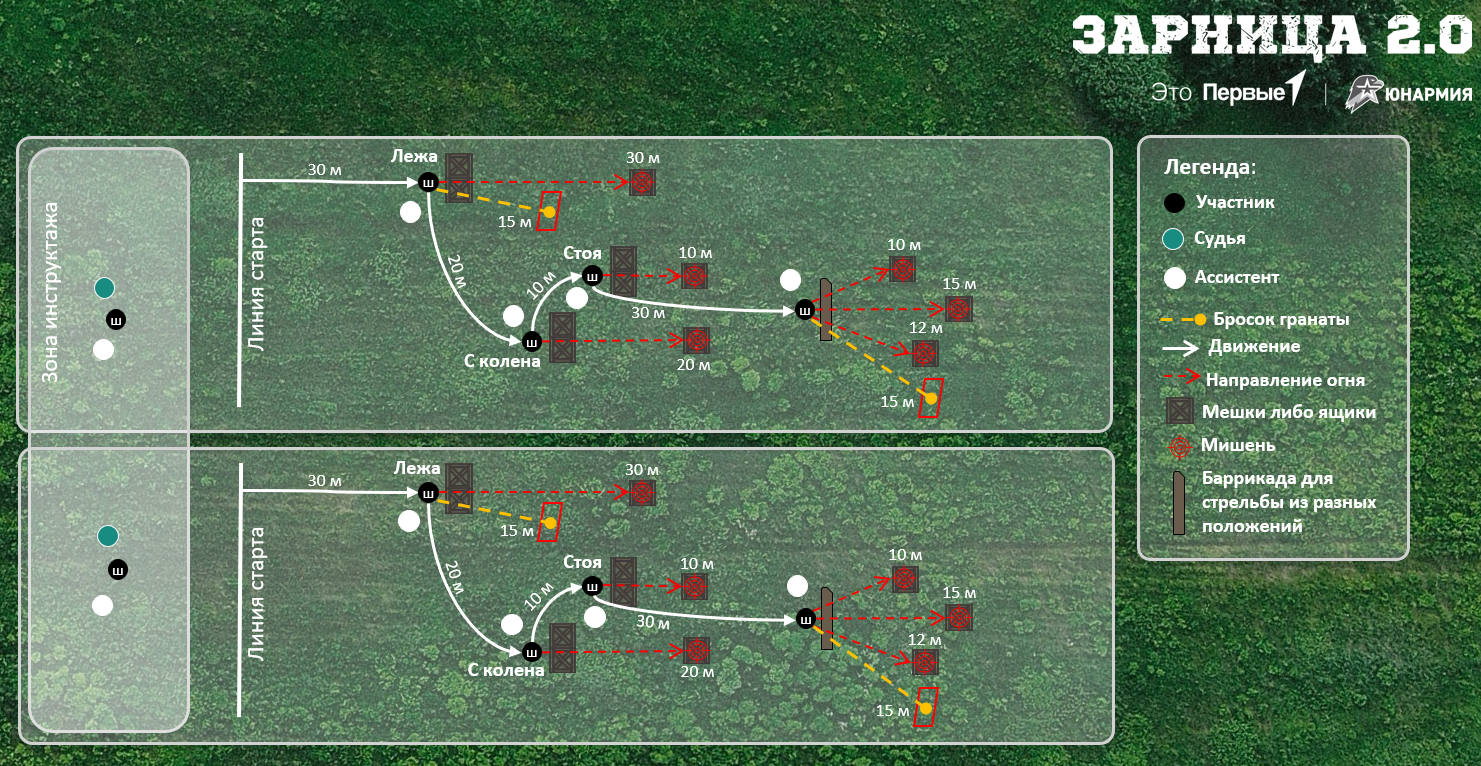 ЗАРНИЦА 2.0
Это Первые
ЮНАРМИЯ
Зона инструктажа
Линия старта
30 м
Лежа
ш
30 м
15 м
20 м
Стоя
ш
10 м
10 м
С колена
ш
20 м
30 м
ш
10 м
15 м
12 м
15 м
ш
Линия старта
30 м
Лежа
ш
30 м
15 м
20 м
Стоя
ш
10 м
10 м
С колена
ш
20 м
30 м
ш
10 м
15 м
12 м
15 м
ш
Легенда:
Участник
Судья
Ассистент
Бросок гранаты
Движение
Направление огня
Мешки либо ящики
Мишень
Баррикада для
стрельбы из разных
положений